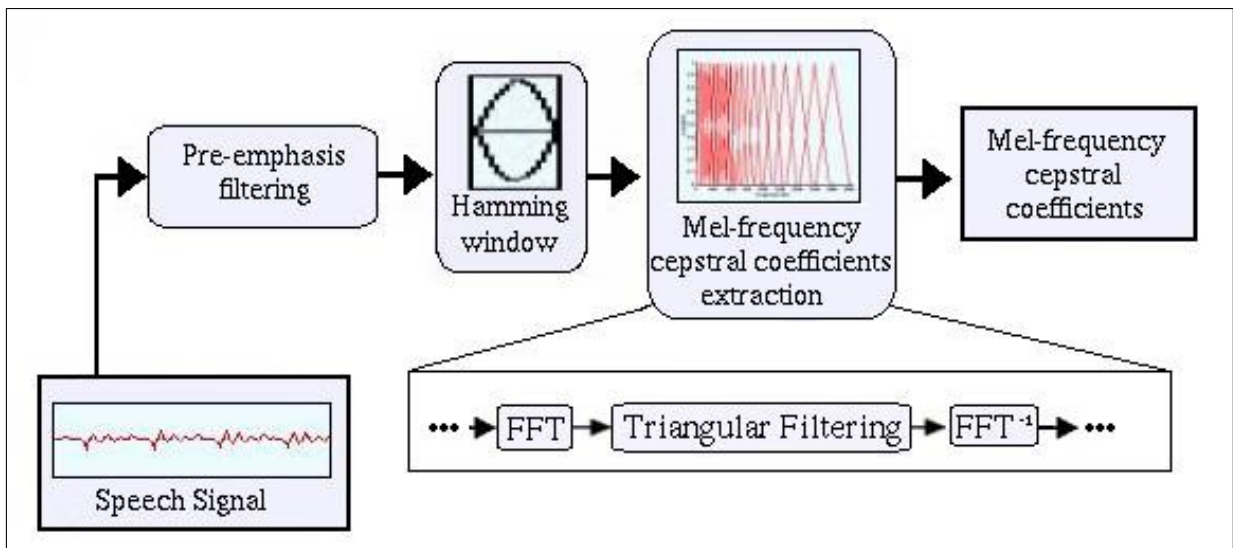 Pre-emphasis
filtering
Hamming
window
Mel-frequency
cepstral coefficients
extraction
Mel-frequency
cepstral
coefficients
Speech Signal
••• FFT Triangular Filtering FFT⁻¹ •••